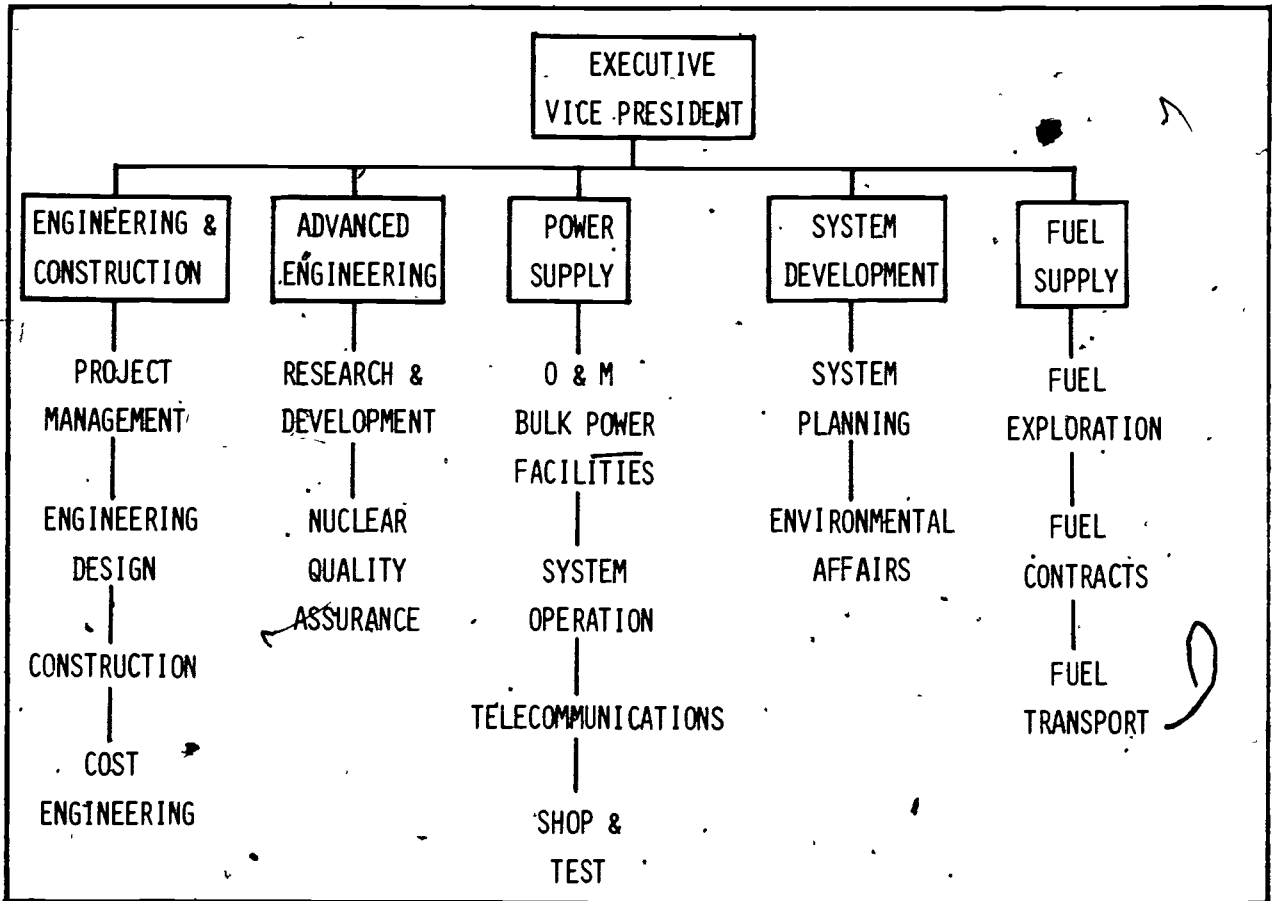 EXECUTIVE
VICE PRESIDENT
ENGINEERING &
CONSTRUCTION
ADVANCED
ENGINEERING
POWER
SUPPLY
SYSTEM
DEVELOPMENT
FUEL
SUPPLY
PROJECT
MANAGEMENT
ENGINEERING
DESIGN
CONSTRUCTION
COST
ENGINEERING
RESEARCH &
DEVELOPMENT
NUCLEAR
QUALITY
ASSURANCE
O & M
BULK POWER
FACILITIES
SYSTEM
OPERATION
TELECOMMUNICATIONS
SHOP &
TEST
SYSTEM
PLANNING
ENVIRONMENTAL
AFFAIRS
FUEL
EXPLORATION
FUEL
CONTRACTS
FUEL
TRANSPORT